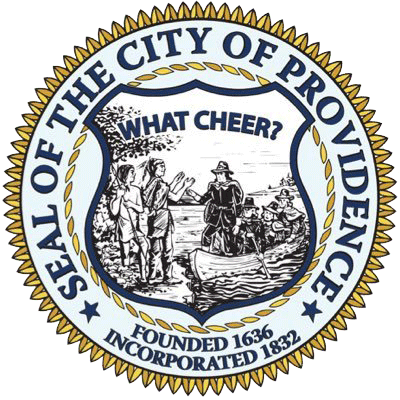 SEAL OF THE CITY OF PROVIDENCE
WHAT CHEER?
FOUNDED 1636
INCORPORATED 1832